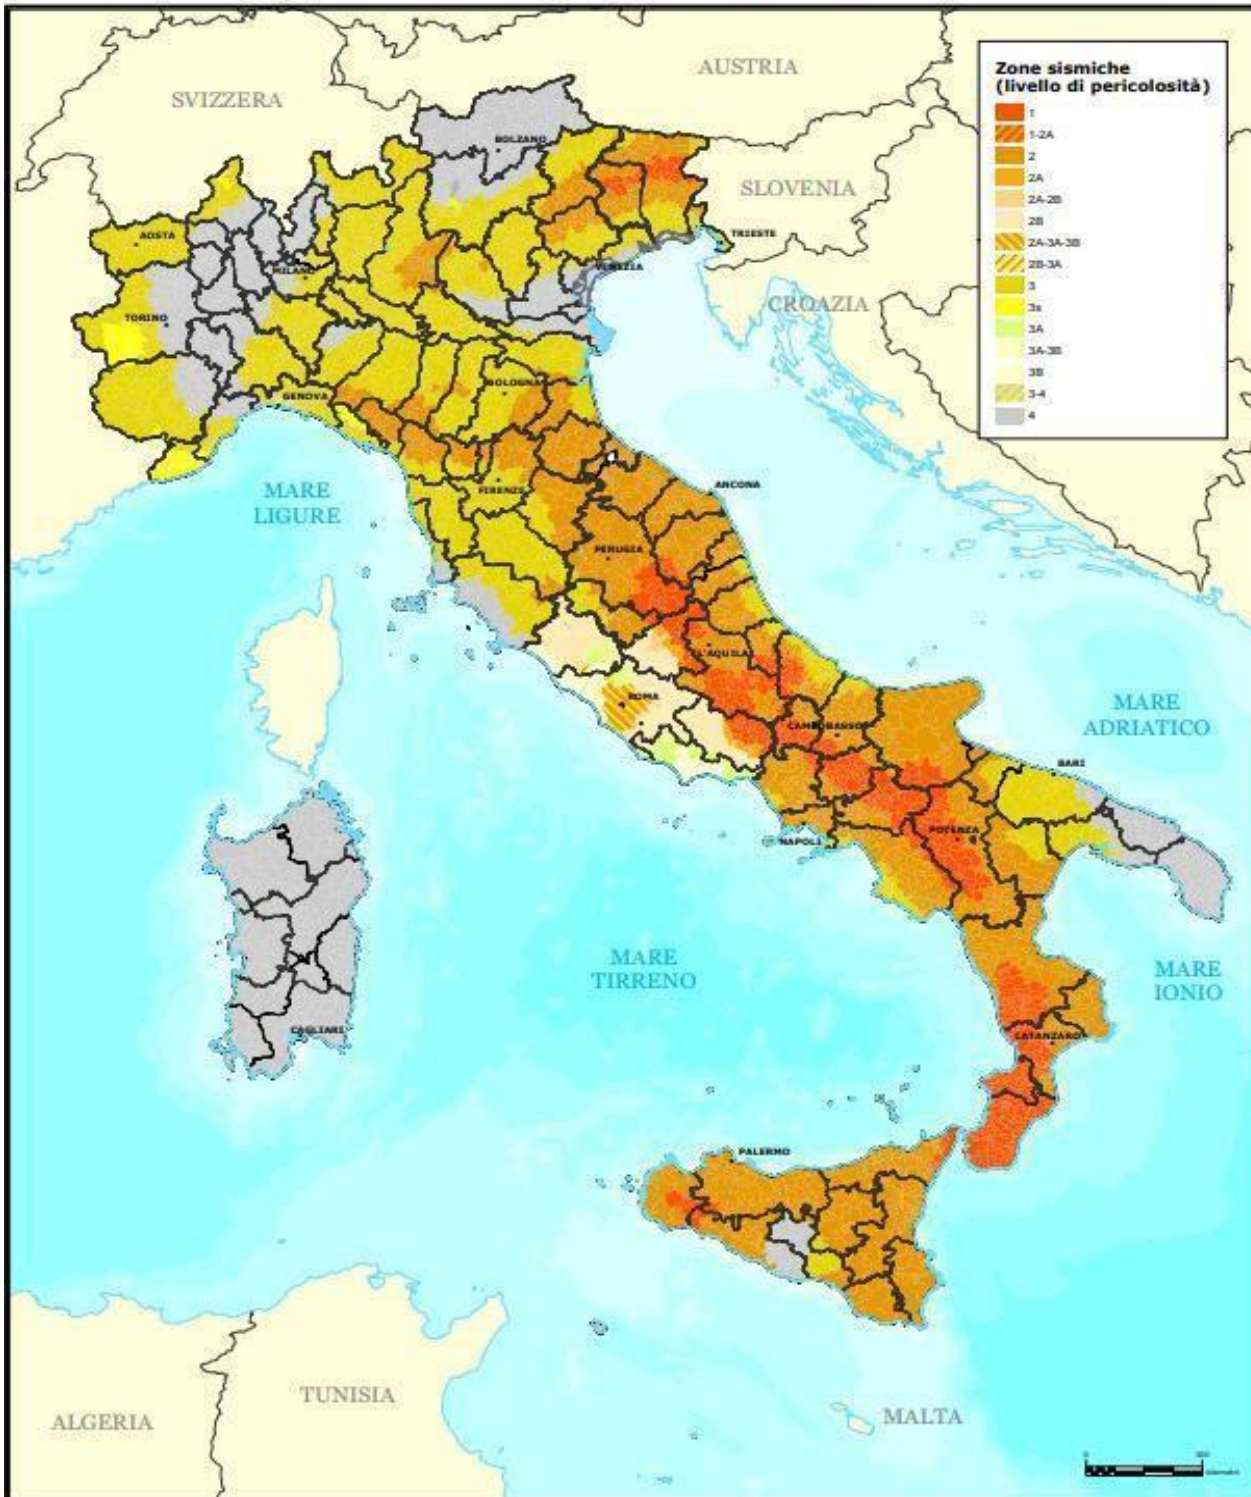 AUSTRIA
SVIZZERA
Zone sismiche
(livello di pericolosità)
1
1-2A
2
2A
2A-2B
2B
2A-3A-3B
2B-3A
3
3s
3A
3A-3B
3B
3-4
4
BOLZANO
SLOVENIA
AOSTA
TRIESTE
MILANO
VENEZIA
CROAZIA
TORINO
GENOVA
BOLOGNA
MARE
LIGURE
FIRENZE
ANCONA
PERUGIA
L'AQUILA
ROMA
MARE
ADRIATICO
CAMPOBASSO
BARI
NAPOLI
POTENZA
MARE
TIRRENO
MARE
IONIO
CAGLIARI
CATANZARO
PALERMO
TUNISIA
ALGERIA
MALTA
0